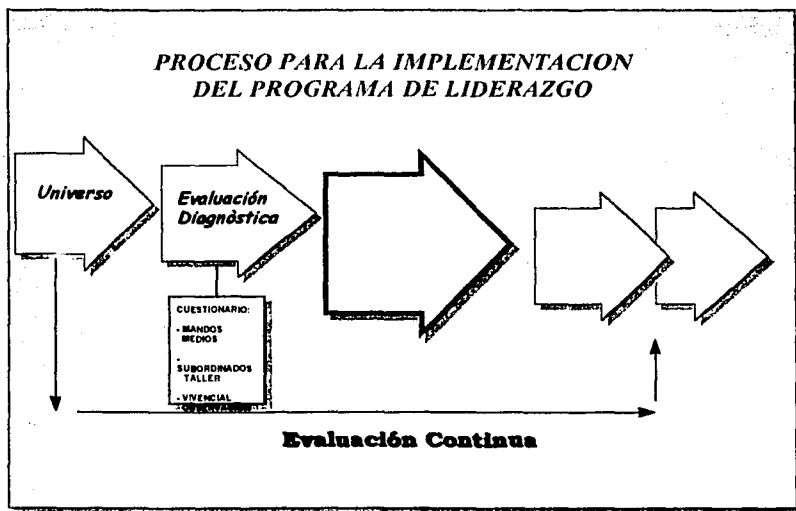 PROCESO PARA LA IMPLEMENTACION
DEL PROGRAMA DE LIDERAZGO
Universo
Evaluación
Diagnòstica
CUESTIONARIO:
- MANDOS
MEDIOS
-
SUBORDINADOS
TALLER
- VIVENCIAL
OBSERVACION
Evaluación Continua